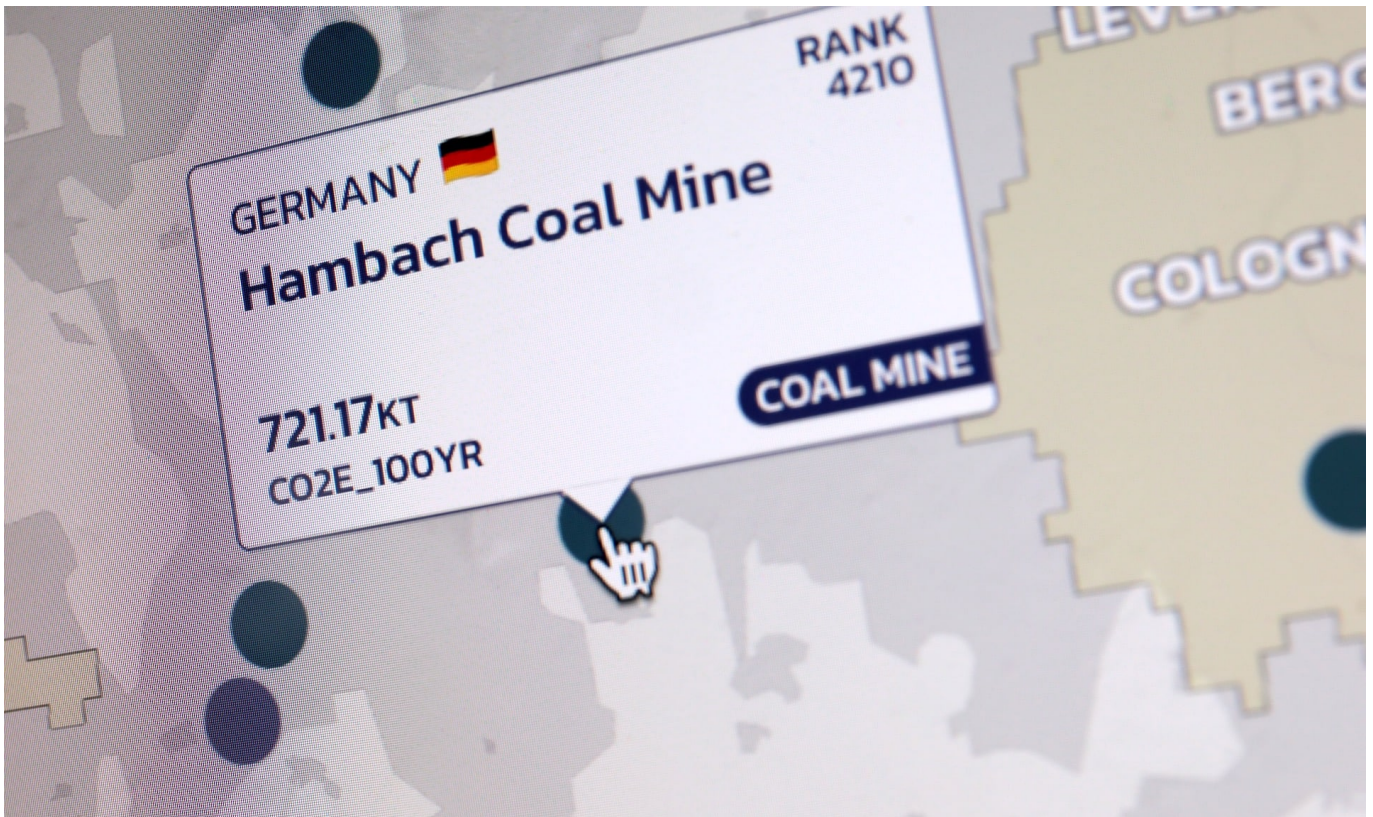 RANK
4210
GERMANY
Hambach Coal Mine
721.17KT
CO2E_100YR
COAL MINE
BERG
COLOGN